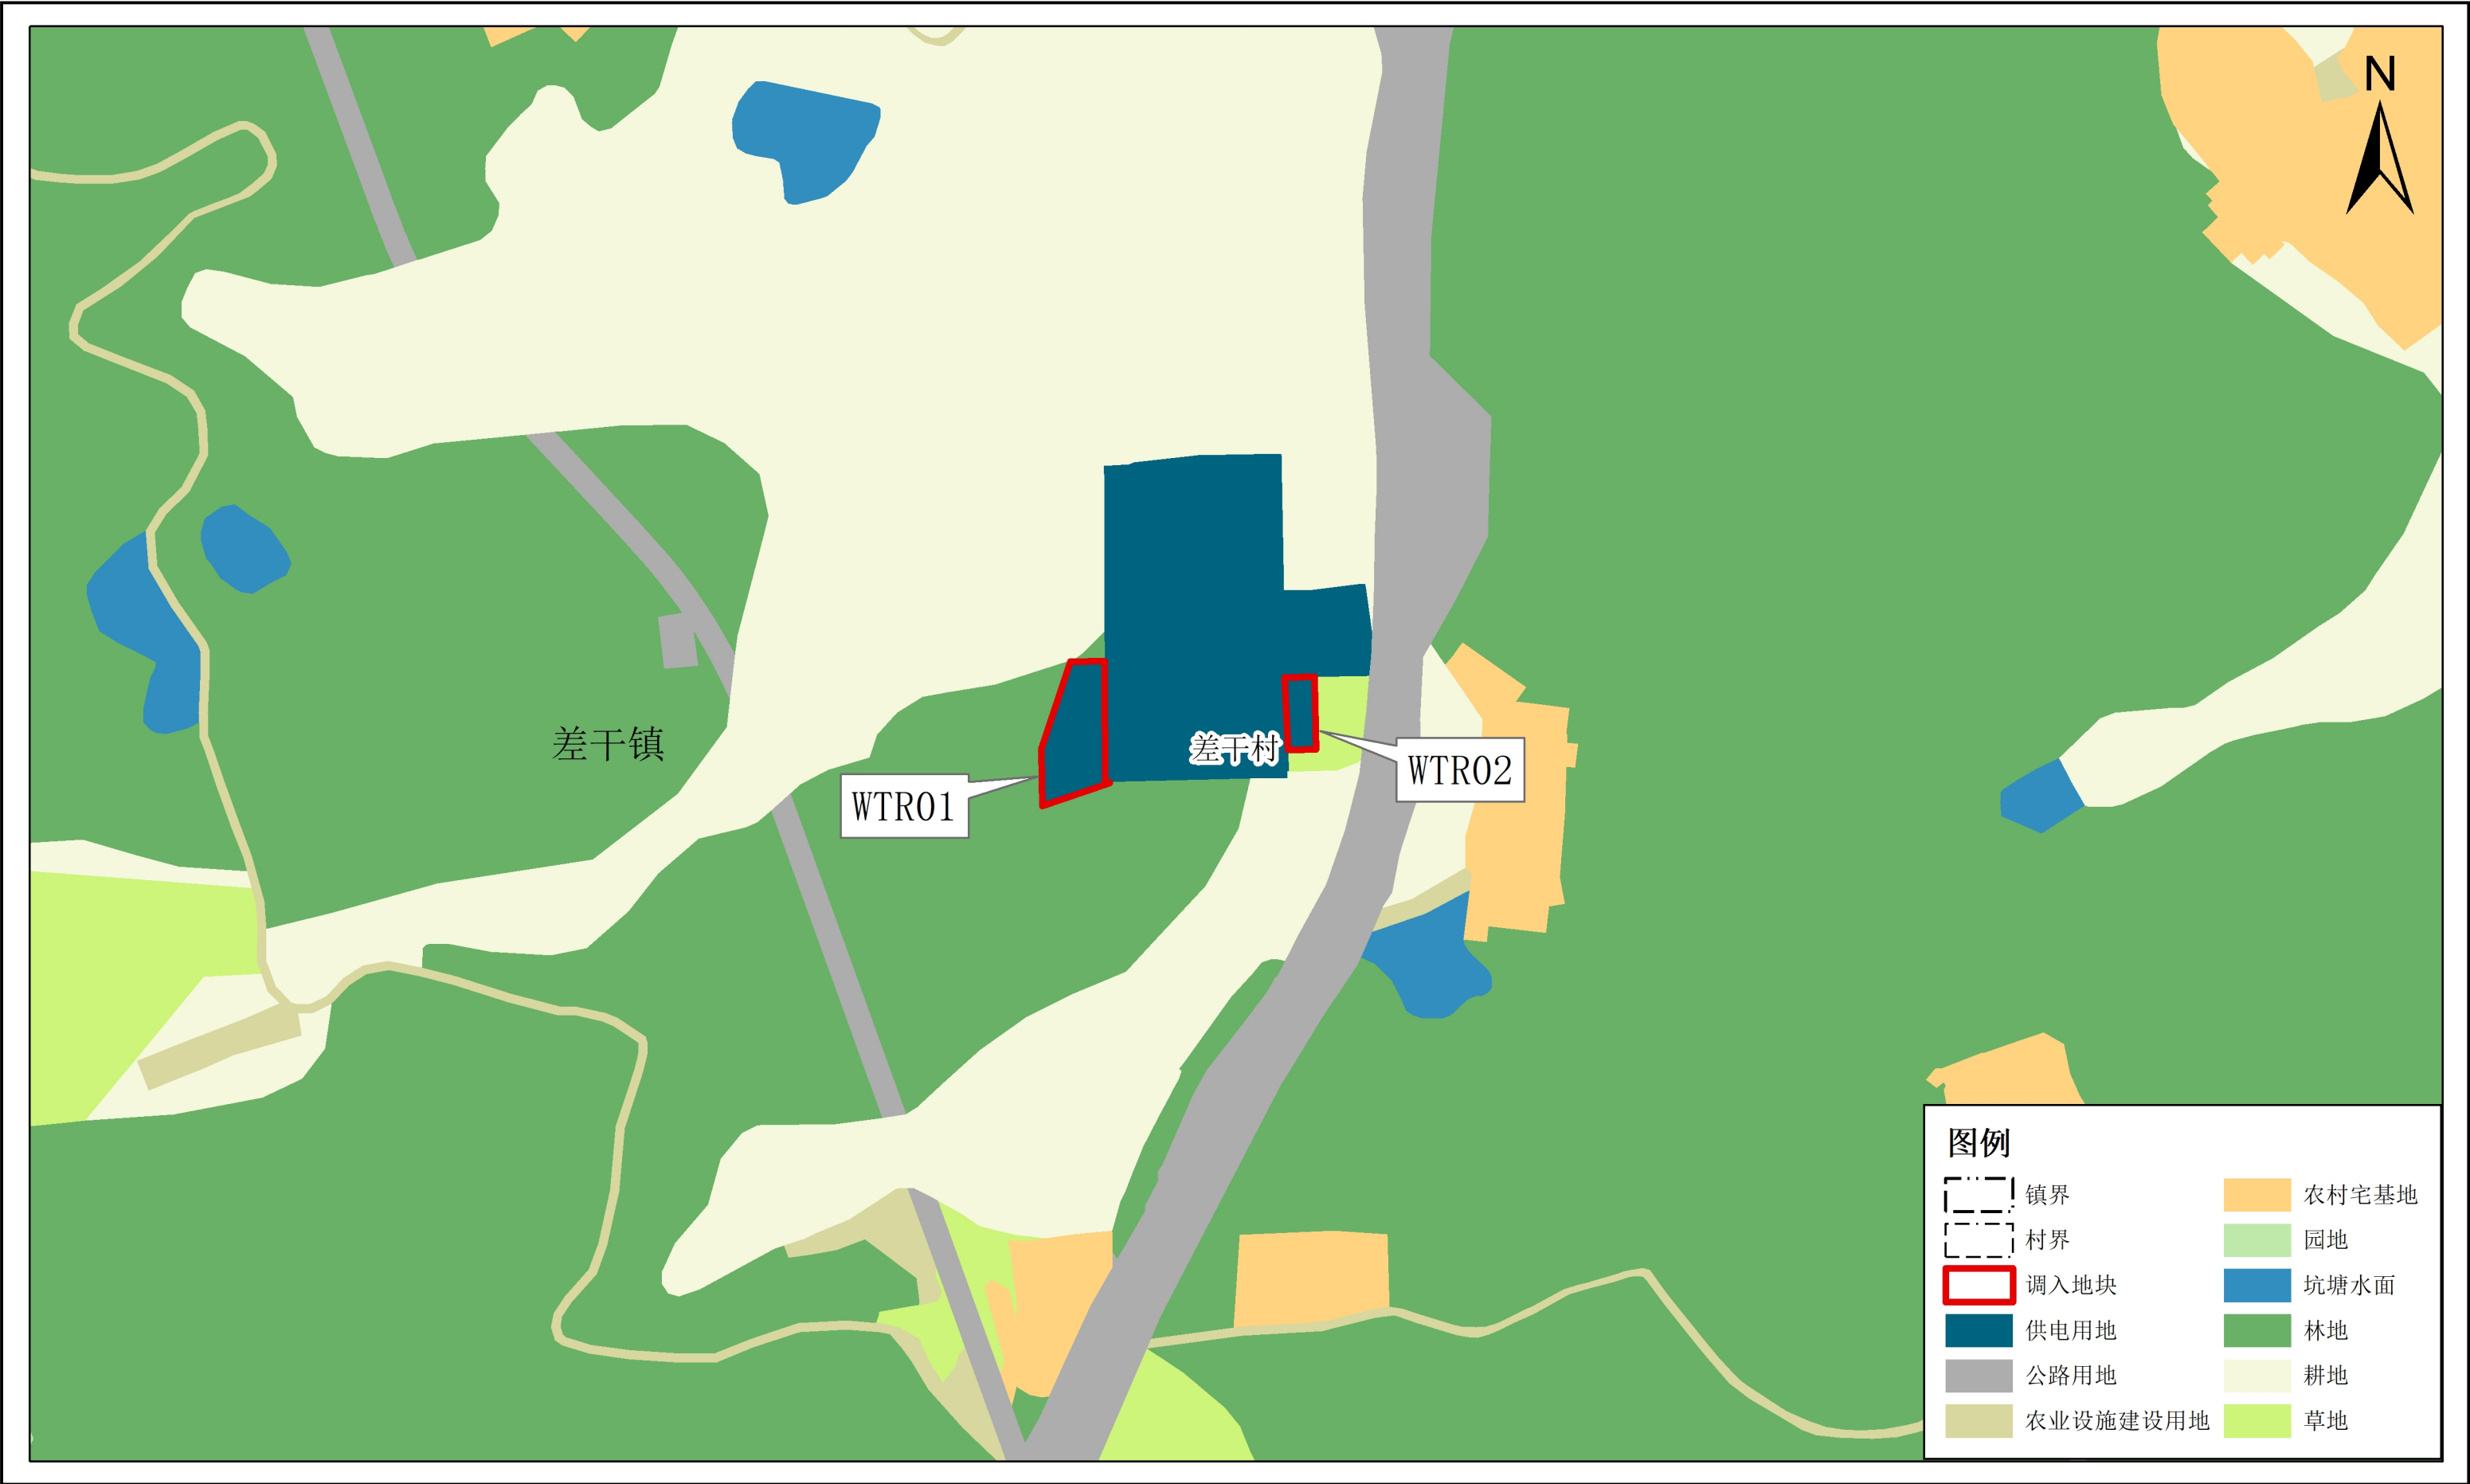 N
差干镇
差干村
WTR01
WTR02
图例
镇界
村界
调入地块
供电用地
公路用地
农业设施建设用地
农村宅基地
园地
坑塘水面
林地
耕地
草地